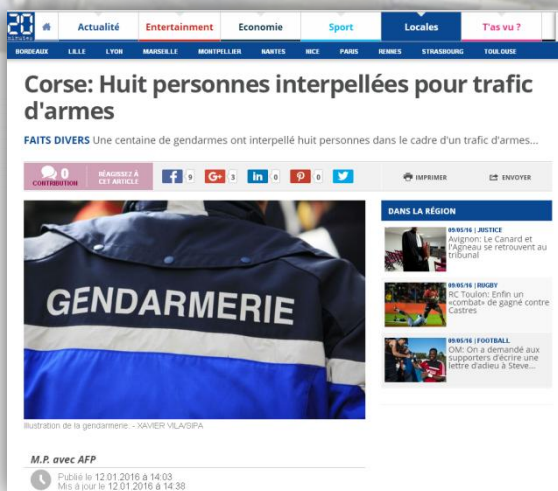 20
minutes
Actualité Entertainment Economie Sport Locales T'as vu ?
BORDEAUX LILLE LYON MARSEILLE MONTPELLIER NANTES NICE PARIS RENNES STRASBOURG TOULOUSE
Corse: Huit personnes interpellées pour trafic
d'armes
FAITS DIVERS Une centaine de gendarmes ont interpellé huit personnes dans le cadre d'un trafic d'armes...
0
CONTRIBUTION
RÉAGISSEZ À
CET ARTICLE
f 9 G+ 3 in 0 0
IMPRIMER ENVOYER
GENDARMERIE
Illustration de la gendarmerie. - XAVIER VILA/SIPA
M.P. avec AFP
Publié le 12.01.2016 à 14:03
Mis à jour le 12.01.2016 à 14:38
DANS LA RÉGION
09/05/16 | JUSTICE
Avignon: Le Canard et
l'Agneau se retrouvent au
tribunal
09/05/16 | RUGBY
RC Toulon: Enfin un
«combat» de gagné contre
Castres
09/05/16 | FOOTBALL
OM: On a demandé aux
supporters d'écrire une
lettre d'adieu à Steve...